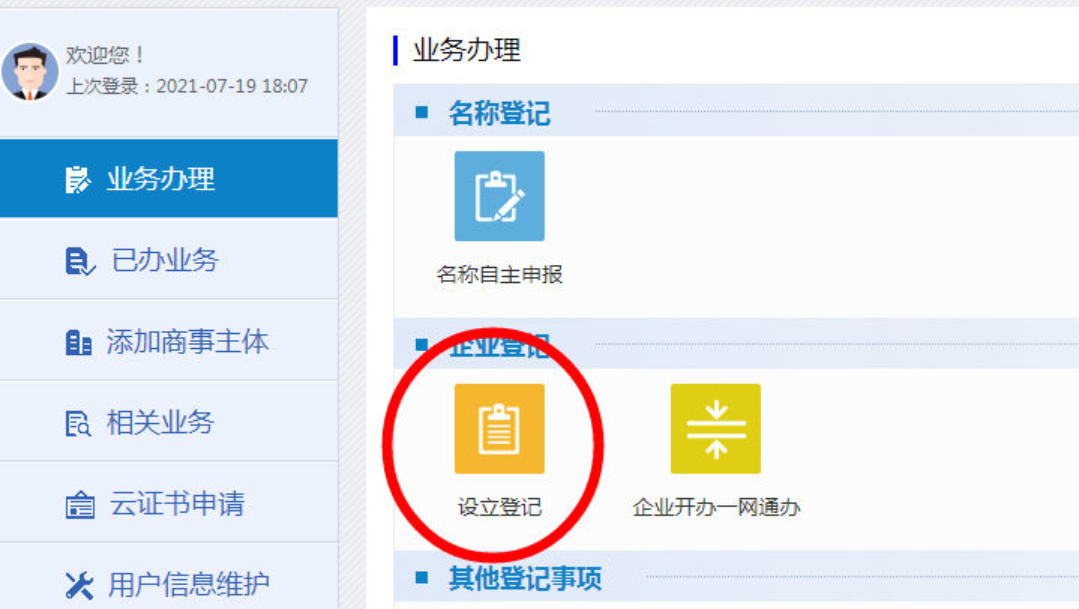 欢迎您！
上次登录：2021-07-19 18:07
业务办理
已办业务
添加商事主体
相关业务
云证书申请
用户信息维护
业务办理
名称登记
名称自主申报
企业登记
设立登记
企业开办一网通办
其他登记事项